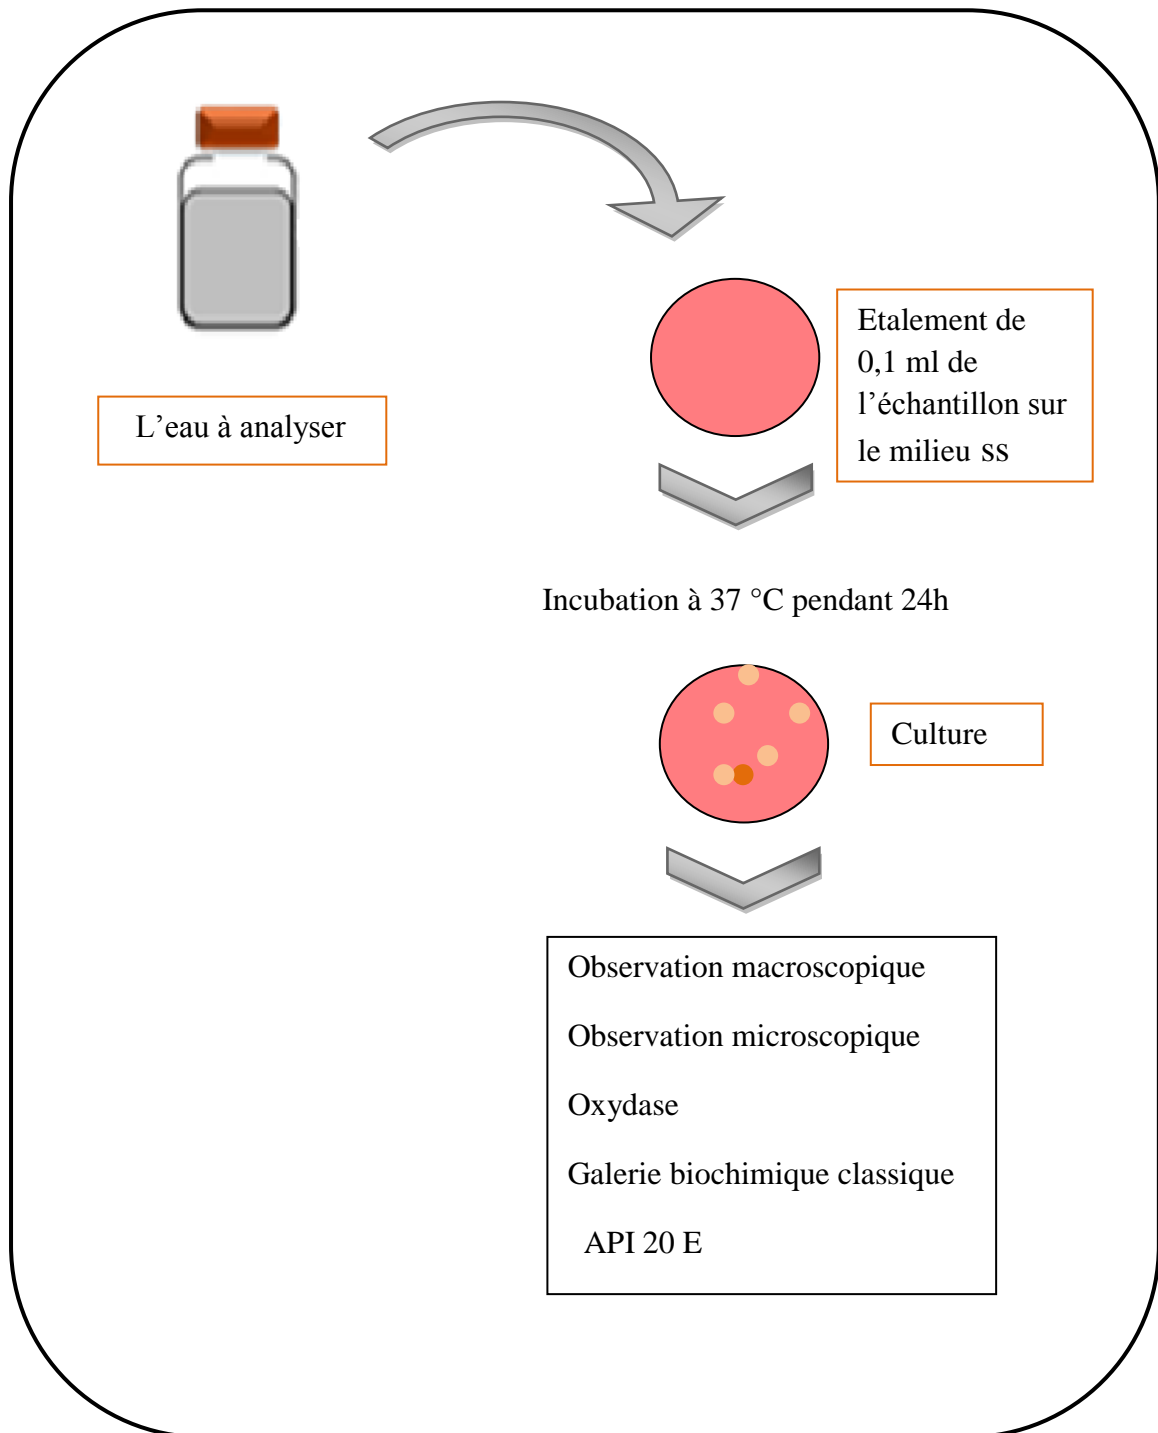 L’eau à analyser
Etalement de
0,1 ml de
l’échantillon sur
le milieu SS
Incubation à 37 °C pendant 24h
Culture
Observation macroscopique
Observation microscopique
Oxydase
Galerie biochimique classique
API 20 E